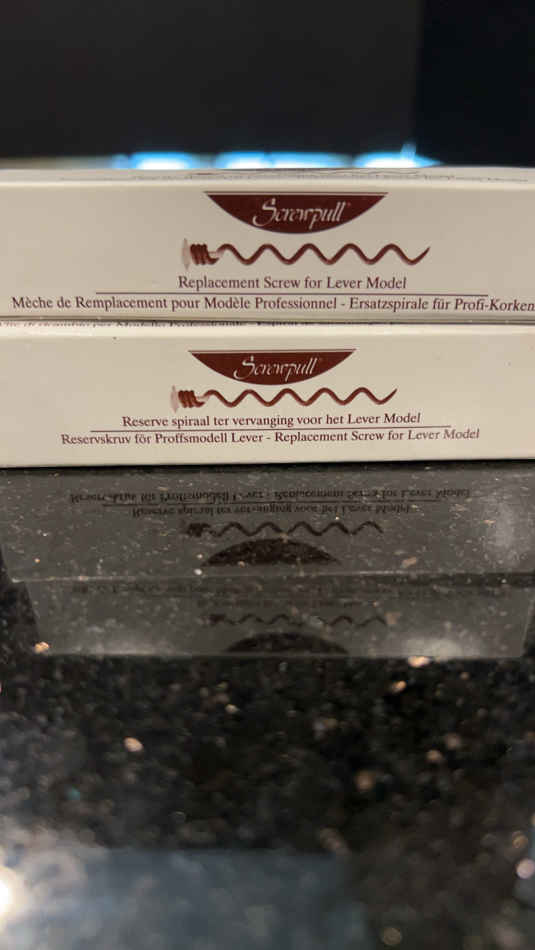 Screwpull
Replacement Screw for Lever Model
Mèche de Remplacement pour Modèle Professionnel - Ersatzspirale für Profi-Korken
Screwpull
Reserve spiraal ter vervanging voor het Lever Model
Reservskruv för Proffsmodell Lever - Replacement Screw for Lever Model